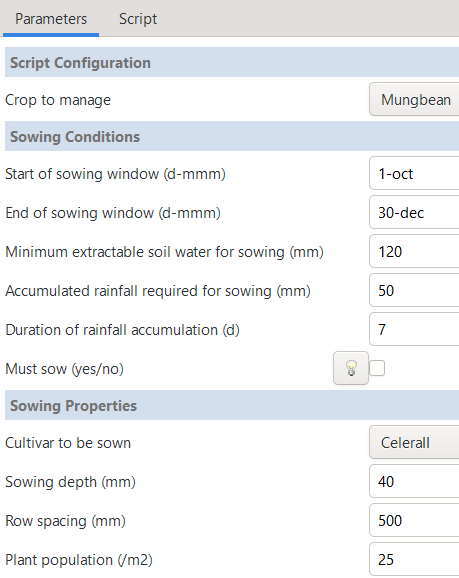 Parameters Script
Script Configuration
Crop to manage Mungbean
Sowing Conditions
Start of sowing window (d-mmm) 1-oct
End of sowing window (d-mmm) 30-dec
Minimum extractable soil water for sowing (mm) 120
Accumulated rainfall required for sowing (mm) 50
Duration of rainfall accumulation (d) 7
Must sow (yes/no)
Sowing Properties
Cultivar to be sown Celerall
Sowing depth (mm) 40
Row spacing (mm) 500
Plant population (/m2) 25